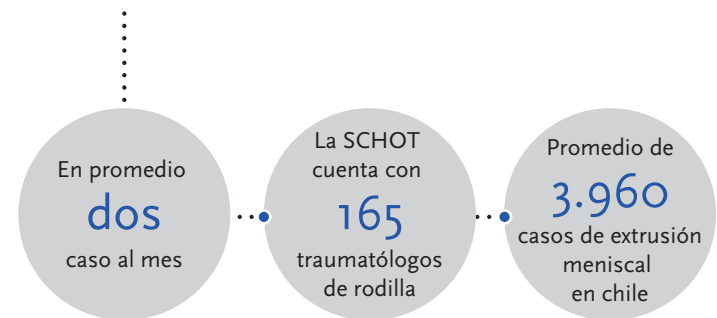 En promedio
dos
caso al mes
La SCHOT
cuenta con
165
traumatólogos
de rodilla
Promedio de
3.960
casos de extrusión
meniscal
en chile